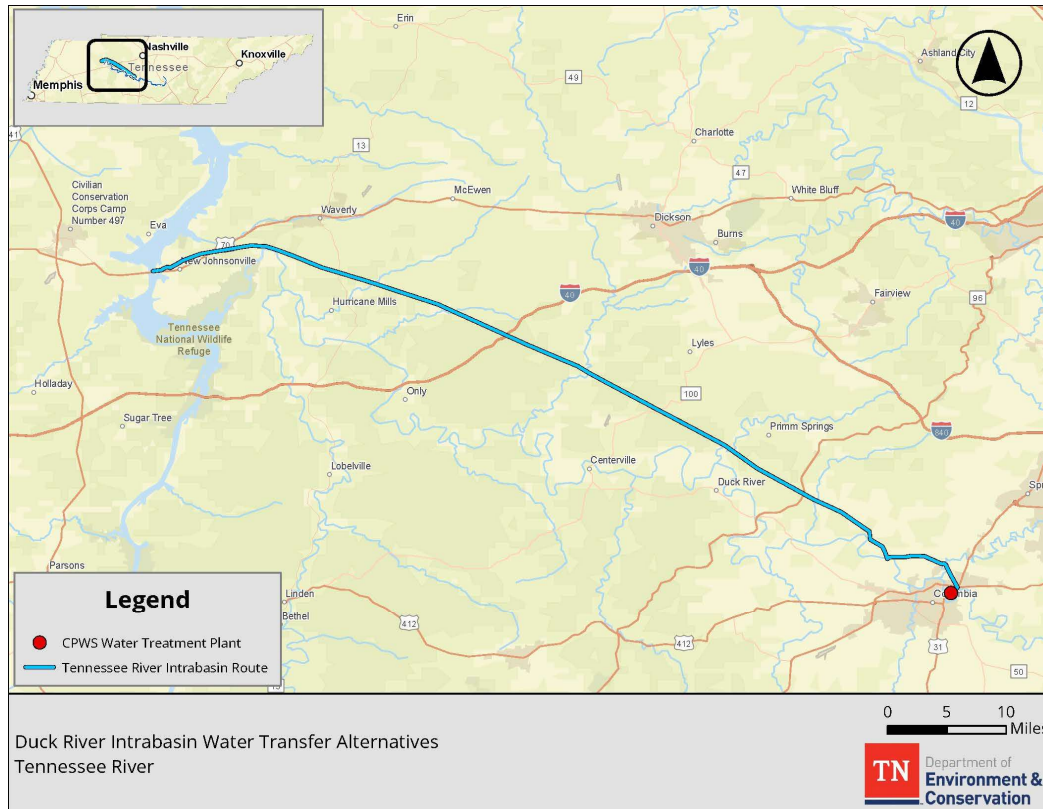 Nashville
Knoxville
Tennessee
Memphis
Erin
Ashland City
49
12
41
13
Charlotte
47
Civilian
Conservation
Corps Camp
Number 497
McEwen
White Bluff
Waverly
Dickson
Eva
Burns
40
70
New Johnsonville
40
40
Fairview
96
Hurricane Mills
Tennessee
National Wildlife
Refuge
Lyles
Holladay
Only
100
Sugar Tree
Primm Springs
840
Lobelville
Centerville
Duck River
Parsons
Linden
Bethel
Columbia
412
412
31
50
Legend
CPWS Water Treatment Plant
Tennessee River Intrabasin Route
Duck River Intrabasin Water Transfer Alternatives
Tennessee River
0 5 10
Miles
TN
Department of
Environment &
Conservation